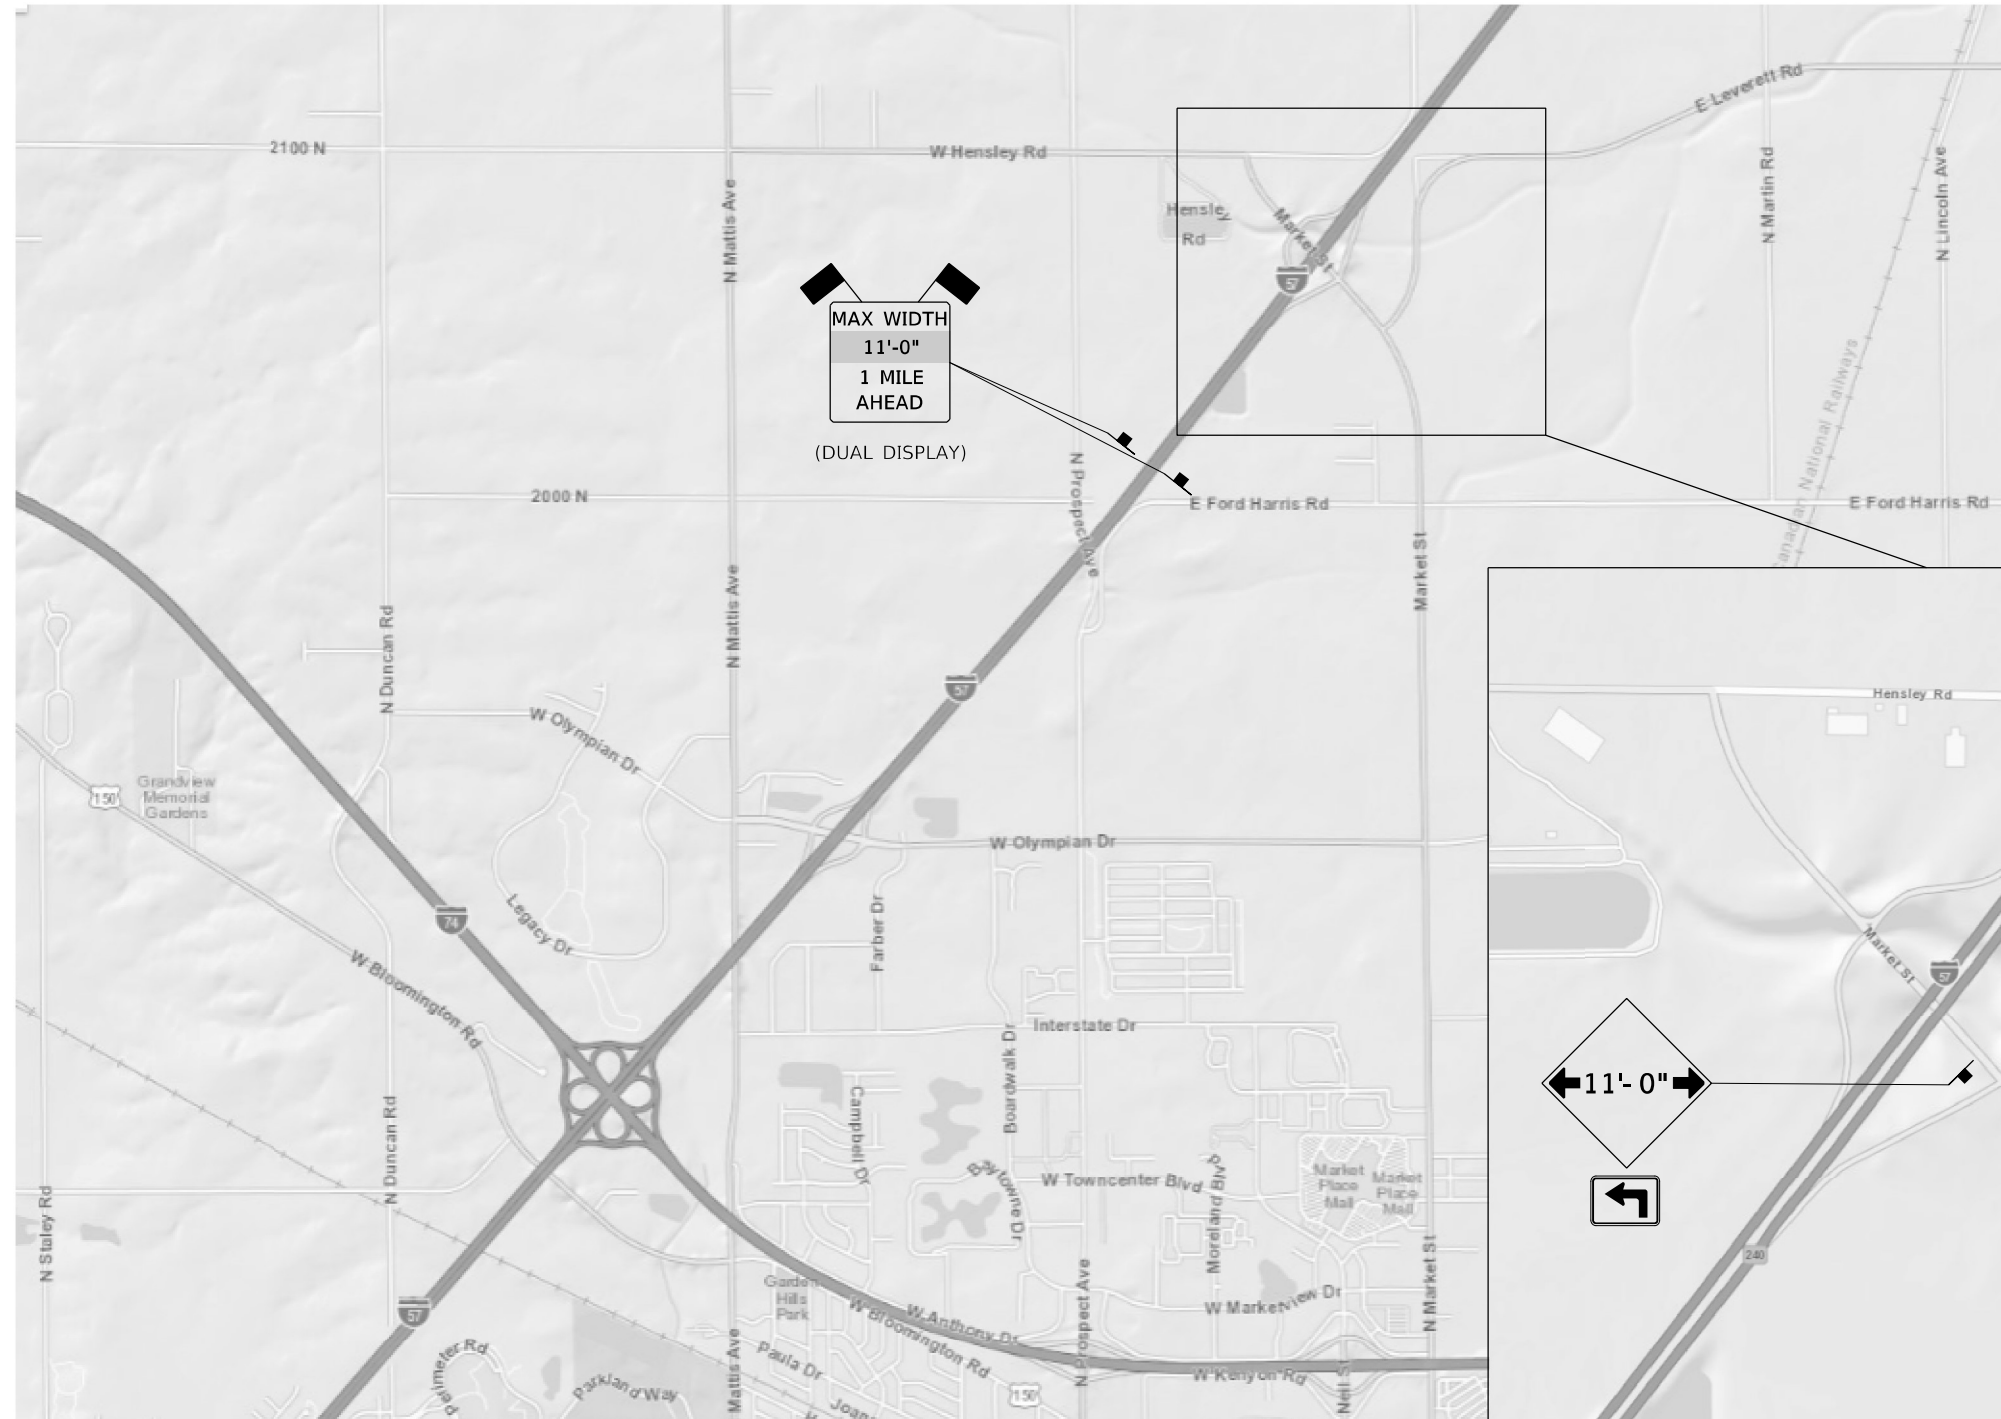 E Leverett Rd
2100 N
W Hensley Rd
N Mattis Ave
N Martin Rd
N Lincoln Ave
Hensley
Rd
Market St
57
MAX WIDTH
11'-0"
1 MILE
AHEAD
(DUAL DISPLAY)
Canadian National Railways
N Prospect Ave
2000 N
E Ford Harris Rd
E Ford Harris Rd
Market St
N Mattis Ave
N Duncan Rd
57
W Olympian Dr
Hensley Rd
150
Grandview
Memorial
Gardens
W Olympian Dr
74
Legacy Dr
Farber Dr
Market St
57
W Bloomington Rd
Interstate Dr
Boardwalk Dr
Campbell Dr
11'-0"
N Duncan Rd
Baytowne Dr
W Towncenter Blvd
Moreland Blvd
Market
Place
Mall
Market
Place
Mall
N Staley Rd
240
N Market St
N Prospect Ave
Garden
Hills
Park
57
W Marketview Dr
W Anthony Dr
W Bloomington Rd
Mattis Ave
Perimeter Rd
Paula Dr
Parkland Way
W Kenyon Rd
Neil St
150